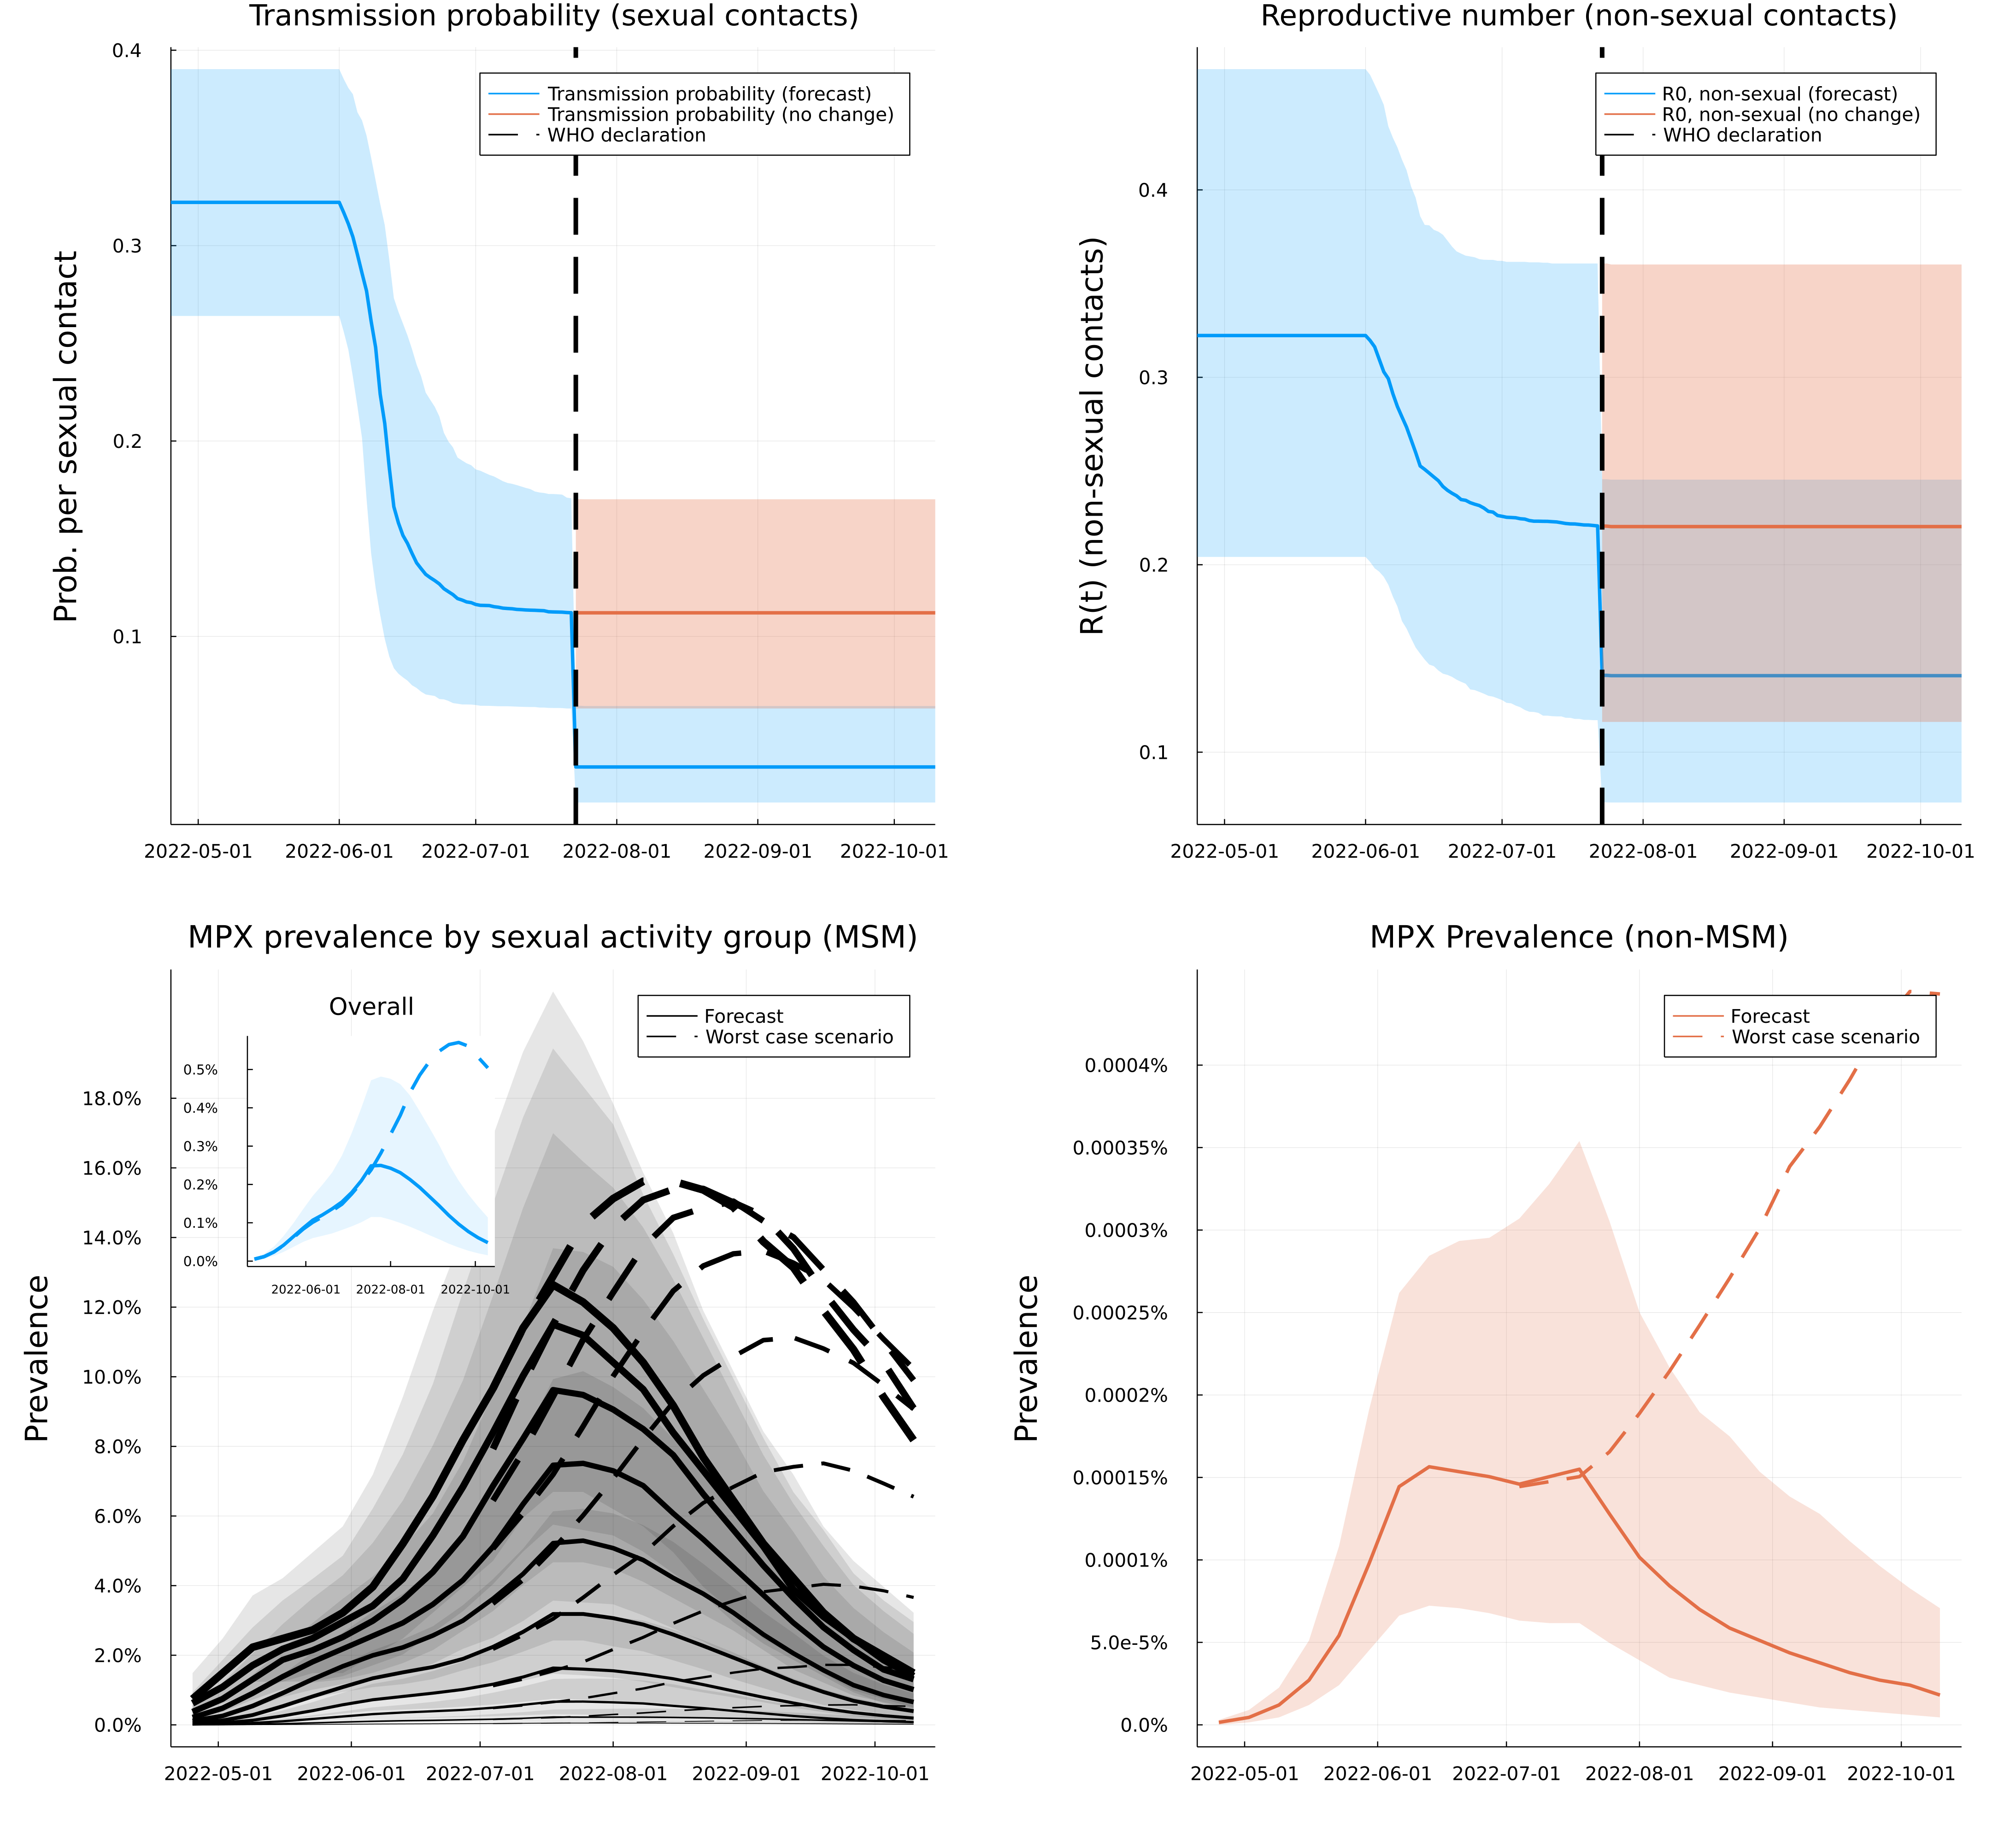 Transmission probability (sexual contacts)
Prob. per sexual contact
0.4
0.3
0.2
0.1
Transmission probability (forecast)
Transmission probability (no change)
WHO declaration
2022-05-01 2022-06-01 2022-07-01 2022-08-01 2022-09-01 2022-10-01
Reproductive number (non-sexual contacts)
R(t) (non-sexual contacts)
0.4
0.3
0.2
0.1
R0, non-sexual (forecast)
R0, non-sexual (no change)
WHO declaration
2022-05-01 2022-06-01 2022-07-01 2022-08-01 2022-09-01 2022-10-01
MPX prevalence by sexual activity group (MSM)
Prevalence
18.0%
16.0%
14.0%
12.0%
10.0%
8.0%
6.0%
4.0%
2.0%
0.0%
Overall
0.5%
0.4%
0.3%
0.2%
0.1%
0.0%
2022-06-01 2022-08-01 2022-10-01
Forecast
Worst case scenario
2022-05-01 2022-06-01 2022-07-01 2022-08-01 2022-09-01 2022-10-01
MPX Prevalence (non-MSM)
Prevalence
0.0004%
0.00035%
0.0003%
0.00025%
0.0002%
0.00015%
0.0001%
5.0e-5%
0.0%
Forecast
Worst case scenario
2022-05-01 2022-06-01 2022-07-01 2022-08-01 2022-09-01 2022-10-01